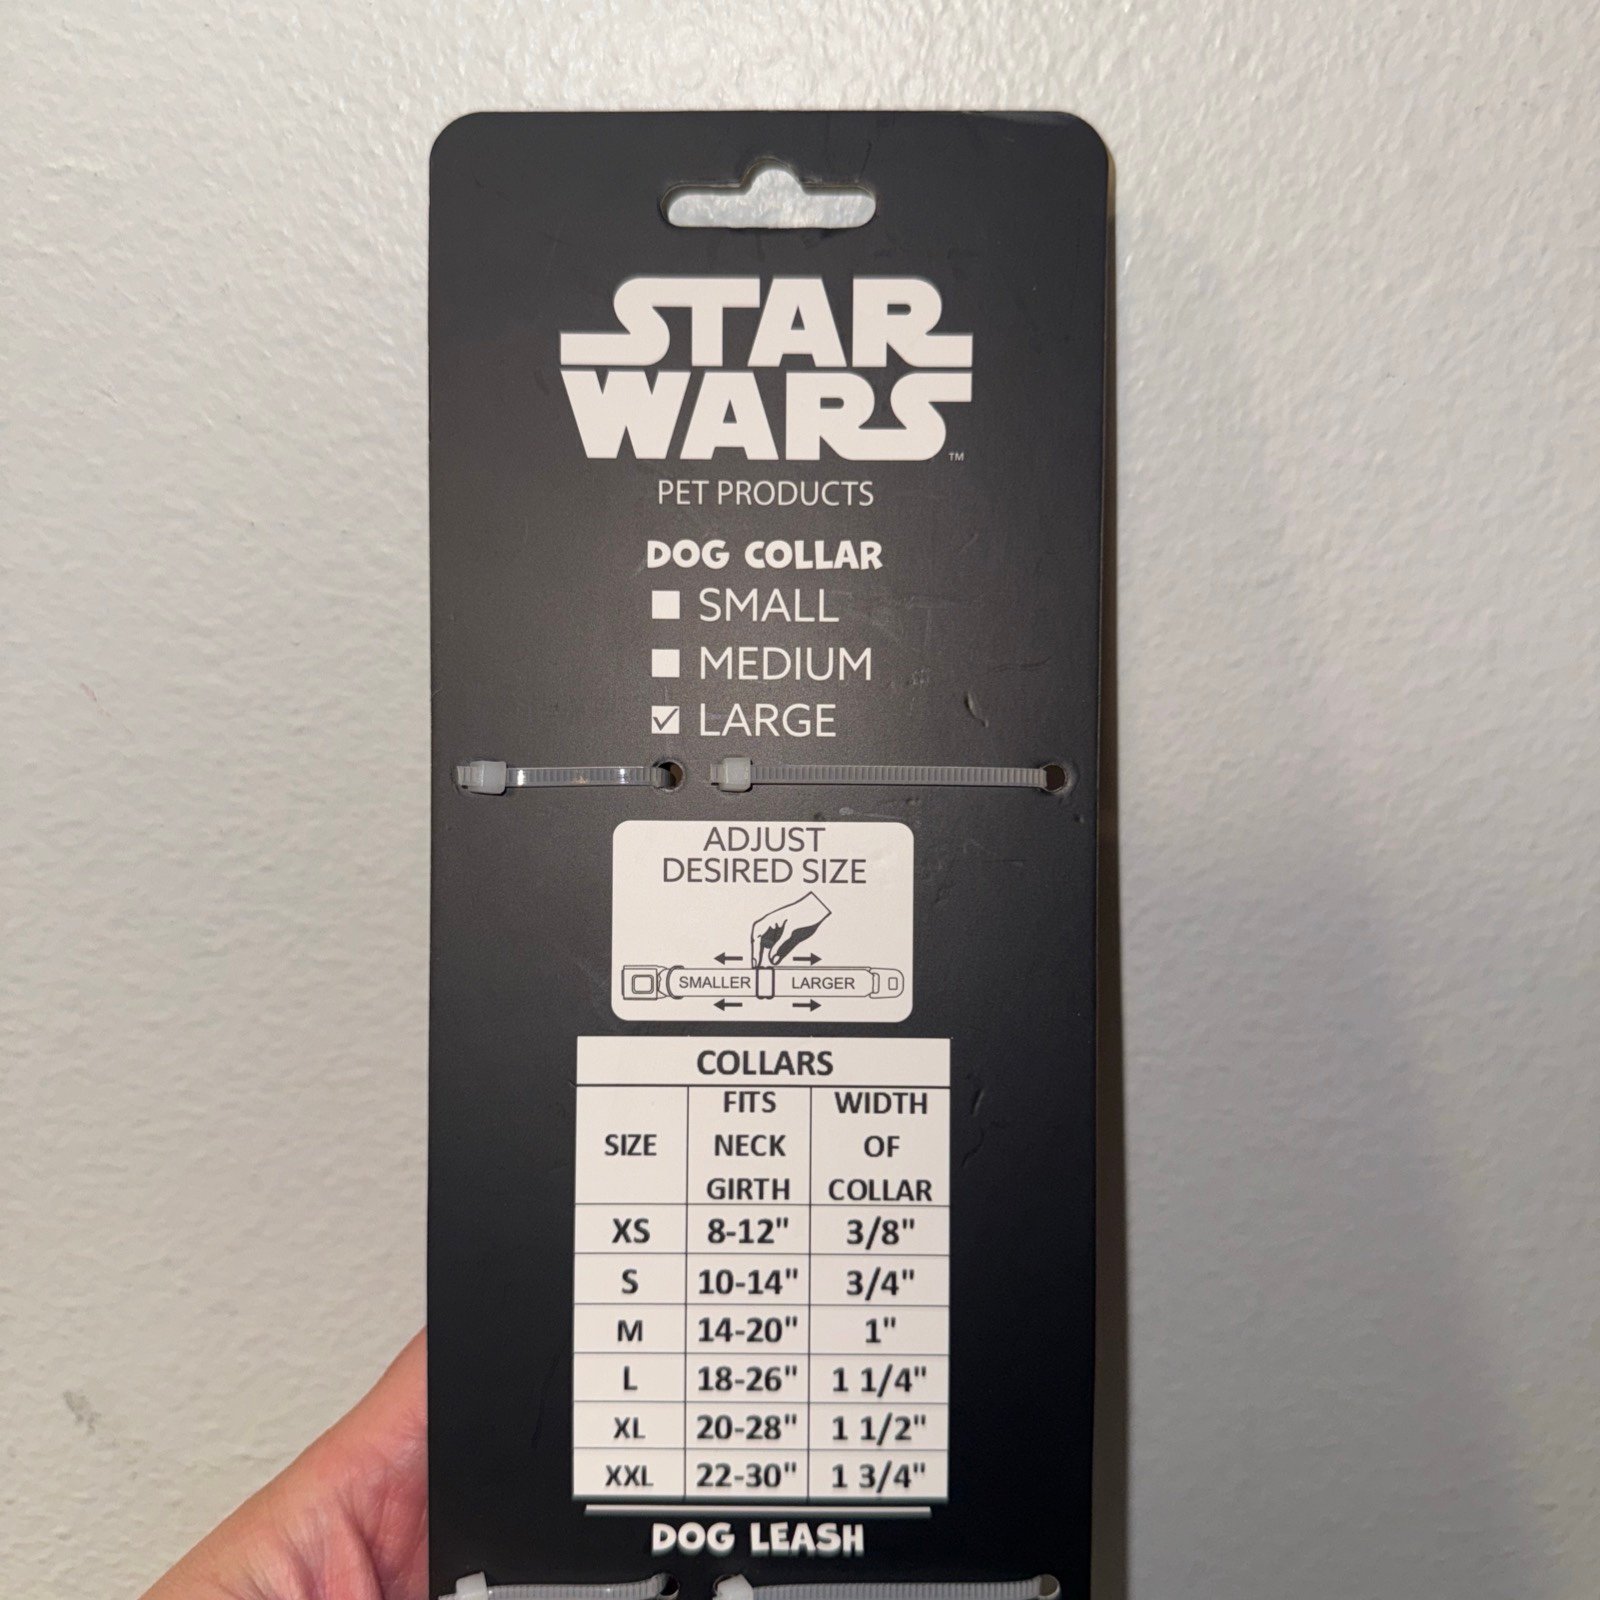 STAR
WARS™
PET PRODUCTS
DOG COLLAR
SMALL
MEDIUM
LARGE
ADJUST
DESIRED SIZE
SMALLER LARGER
COLLARS
SIZE FITS NECK GIRTH WIDTH OF COLLAR
XS 8-12" 3/8"
S 10-14" 3/4"
M 14-20" 1"
L 18-26" 1 1/4"
XL 20-28" 1 1/2"
XXL 22-30" 1 3/4"
DOG LEASH